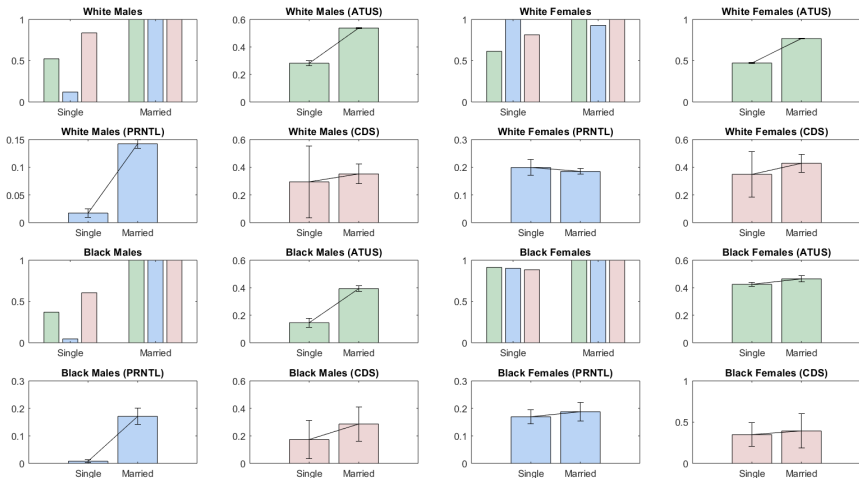 White Males
1
0.5
0
Single Married
White Males (ATUS)
0.6
0.4
0.2
0
Single Married
White Females
1
0.5
0
Single Married
White Females (ATUS)
1
0.5
0
Single Married
White Males (PRNTL)
0.15
0.1
0.05
0
Single Married
White Males (CDS)
0.6
0.4
0.2
0
Single Married
White Females (PRNTL)
0.3
0.2
0.1
0
Single Married
White Females (CDS)
0.6
0.4
0.2
0
Single Married
Black Males
1
0.5
0
Single Married
Black Males (ATUS)
0.6
0.4
0.2
0
Single Married
Black Females
1
0.5
0
Single Married
Black Females (ATUS)
0.6
0.4
0.2
0
Single Married
Black Males (PRNTL)
0.3
0.2
0.1
0
Single Married
Black Males (CDS)
0.6
0.4
0.2
0
Single Married
Black Females (PRNTL)
0.3
0.2
0.1
0
Single Married
Black Females (CDS)
1
0.5
0
Single Married